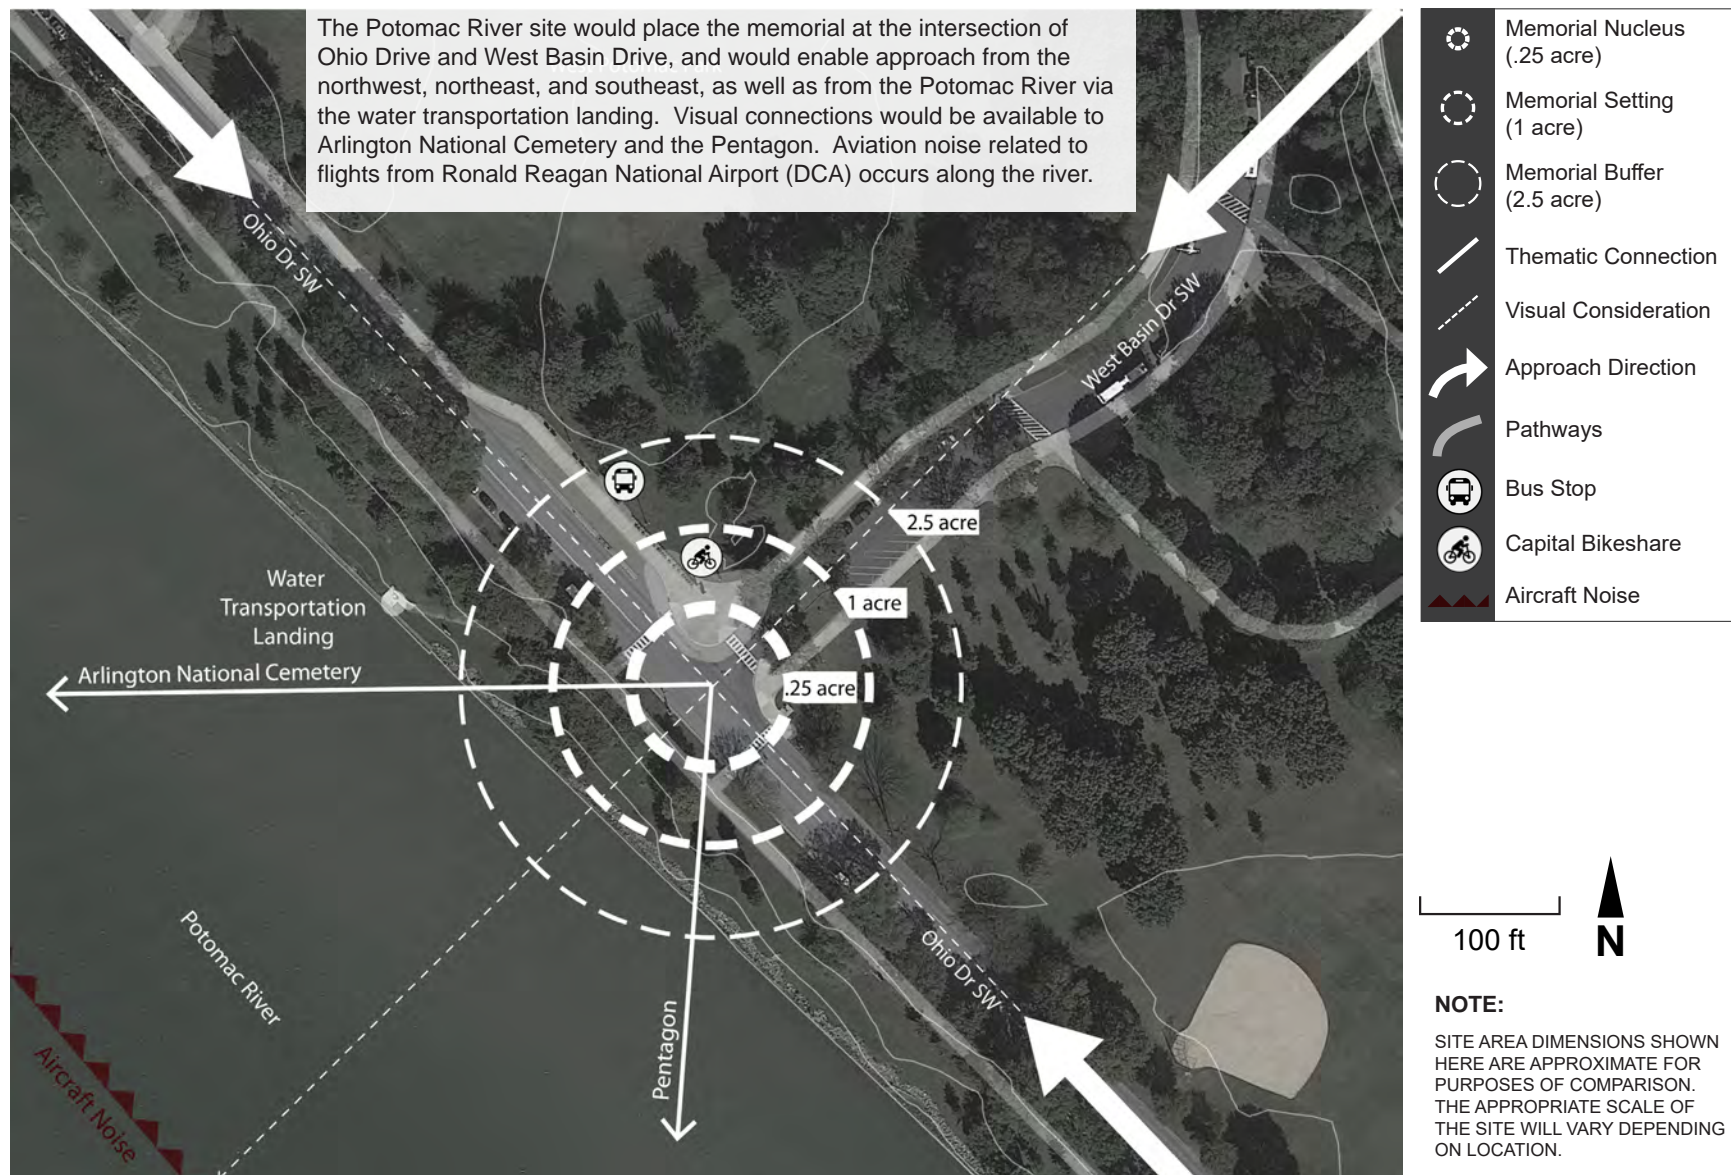 The Potomac River site would place the memorial at the intersection of
Ohio Drive and West Basin Drive, and would enable approach from the
northwest, northeast, and southeast, as well as from the Potomac River via
the water transportation landing.  Visual connections would be available to
Arlington National Cemetery and the Pentagon.  Aviation noise related to
flights from Ronald Reagan National Airport (DCA) occurs along the river.
West Potomac Park
Ohio Dr SW
West Basin Dr SW
2.5 acre
1 acre
.25 acre
Water
Transportation
Landing
Arlington National Cemetery
Potomac River
Pentagon
Ohio Dr SW
Aircraft Noise
Memorial Nucleus
(.25 acre)
Memorial Setting
(1 acre)
Memorial Buffer
(2.5 acre)
Thematic Connection
Visual Consideration
Approach Direction
Pathways
Bus Stop
Capital Bikeshare
Aircraft Noise
100 ft
N
NOTE:
SITE AREA DIMENSIONS SHOWN
HERE ARE APPROXIMATE FOR
PURPOSES OF COMPARISON.
THE APPROPRIATE SCALE OF
THE SITE WILL VARY DEPENDING
ON LOCATION.